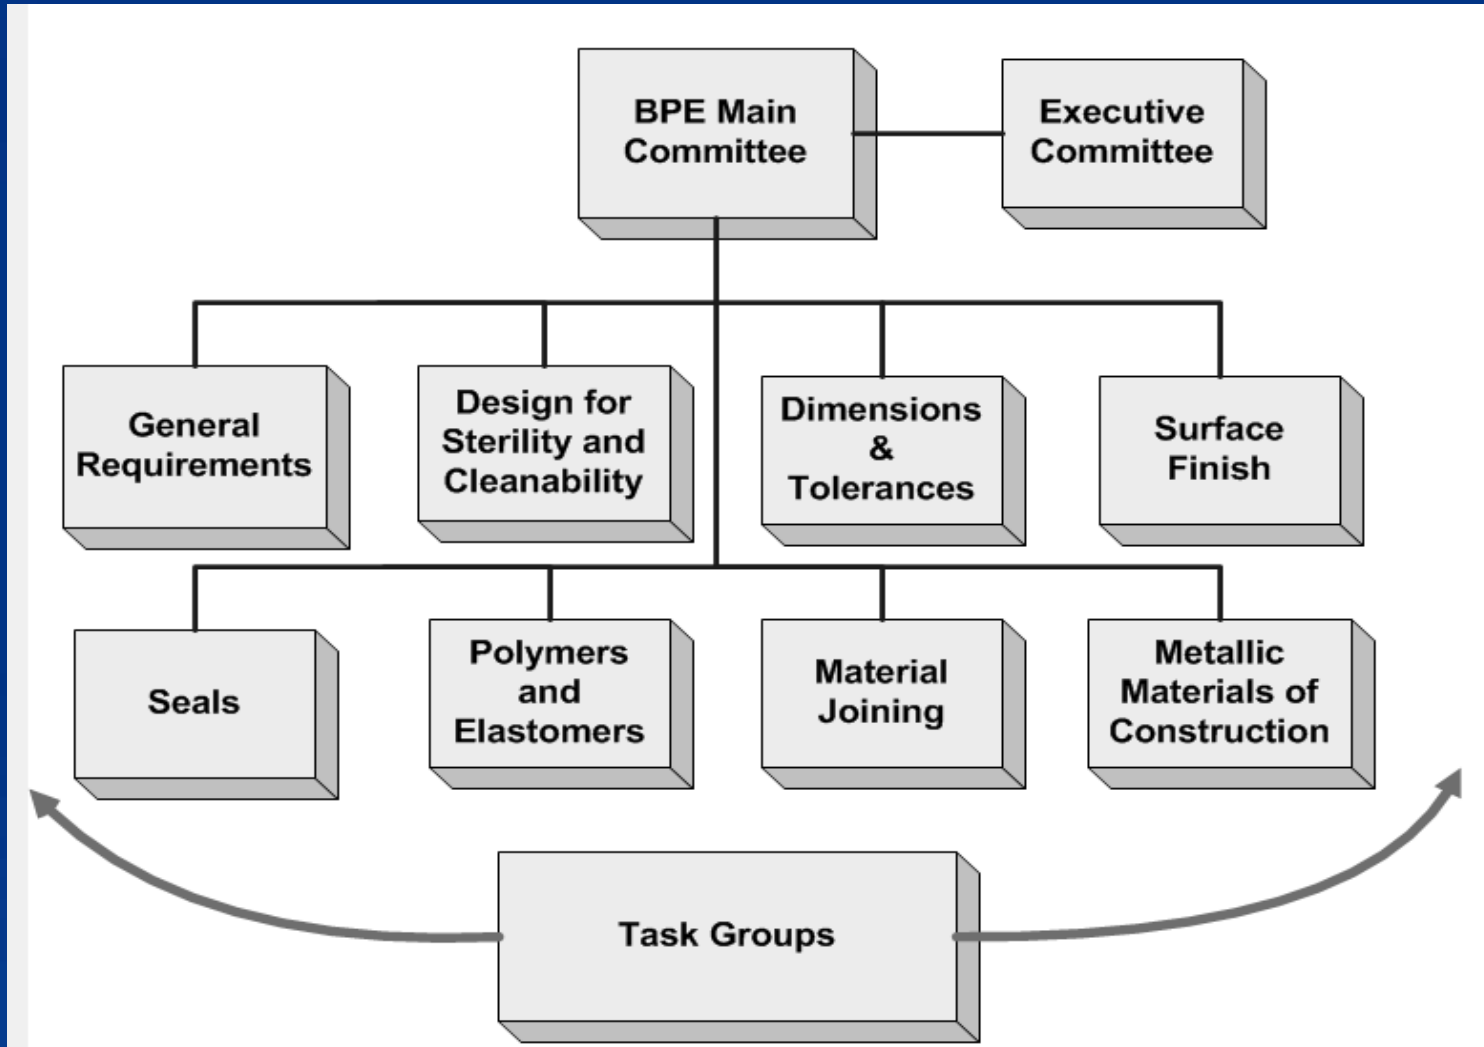 BPE Main
Committee
Executive
Committee
General
Requirements
Design for
Sterility and
Cleanability
Dimensions
&
Tolerances
Surface
Finish
Seals
Polymers
and
Elastomers
Material
Joining
Metallic
Materials of
Construction
Task Groups